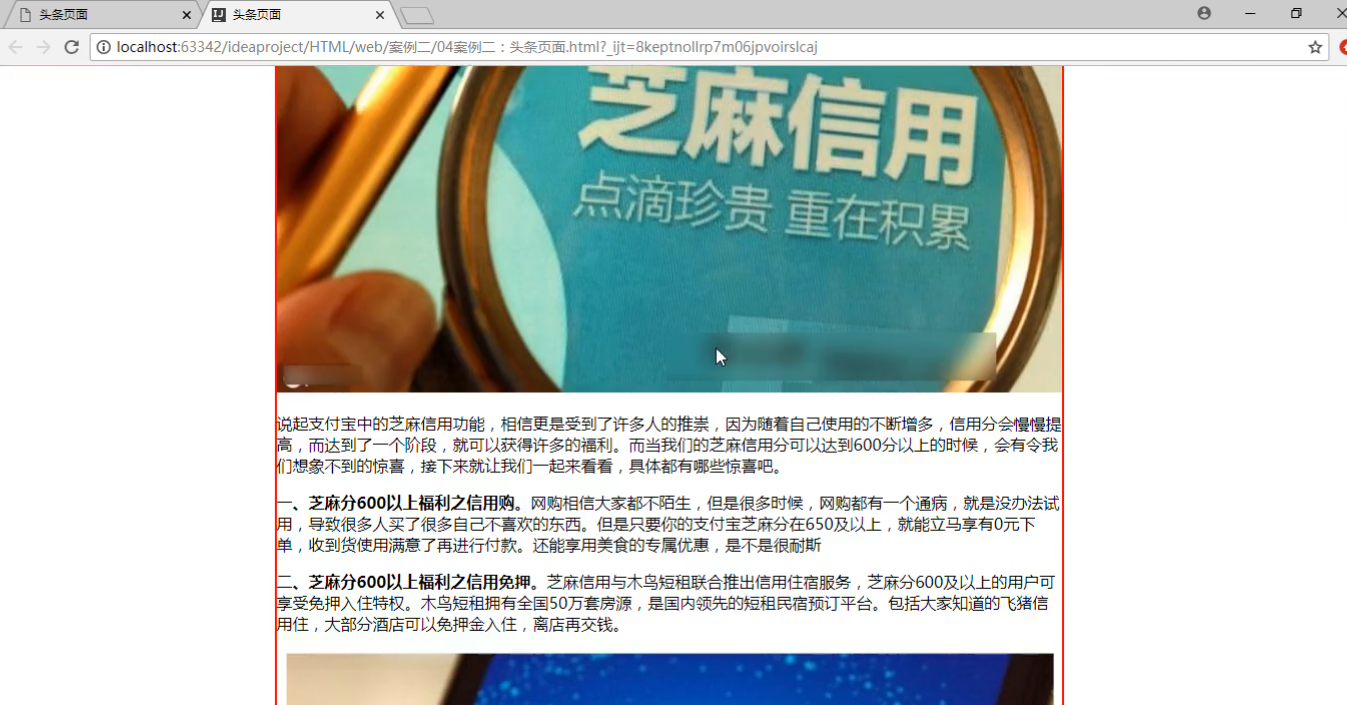 头条页面
头条页面
localhost:63342/ideaproject/HTML/web/案例二/04案例二：头条页面.html?_ijt=8keptnollrp7m06jpvoirslcaj
芝麻信用
点滴珍贵 重在积累
说起支付宝中的芝麻信用功能，相信更是受到了许多人的推崇，因为随着自己使用的不断增多，信用分会慢慢提
高，而达到了一个阶段，就可以获得许多的福利。而当我们的芝麻信用分可以达到600分以上的时候，会有令我
们想象不到的惊喜，接下来就让我们一起来看看，具体都有哪些惊喜吧。
一、芝麻分600以上福利之信用购。网购相信大家都不陌生，但是很多时候，网购都有一个通病，就是没办法试
用，导致很多人买了很多自己不喜欢的东西。但是只要你的支付宝芝麻分在650及以上，就能立马享有0元下
单，收到货使用满意了再进行付款。还能享用美食的专属优惠，是不是很耐斯
二、芝麻分600以上福利之信用免押。芝麻信用与木鸟短租联合推出信用住宿服务，芝麻分600及以上的用户可
享受免押入住特权。木鸟短租拥有全国50万套房源，是国内领先的短租民宿预订平台。包括大家知道的飞猪信
用住，大部分酒店可以免押金入住，离店再交钱。